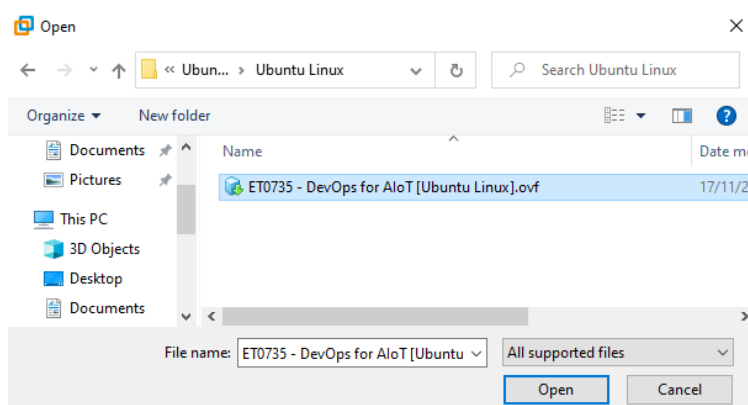 Open
« Ubun... › Ubuntu Linux
Search Ubuntu Linux
Organize
New folder
Documents
Name
Date m
Pictures
ET0735 - DevOps for AIoT [Ubuntu Linux].ovf
17/11/2
This PC
3D Objects
Desktop
Documents
File name:
ET0735 - DevOps for AIoT [Ubuntu
All supported files
Open
Cancel